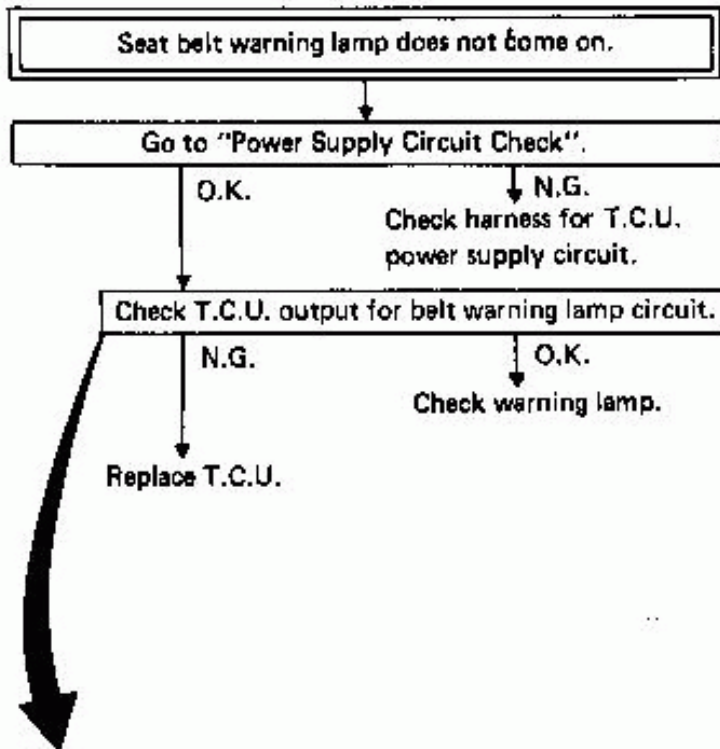 Seat belt warning lamp does not come on.
Go to "Power Supply Circuit Check".
O.K.
N.G.
Check harness for T.C.U.
power supply circuit.
Check T.C.U. output for belt warning lamp circuit.
N.G.
O.K.
Check warning lamp.
Replace T.C.U.